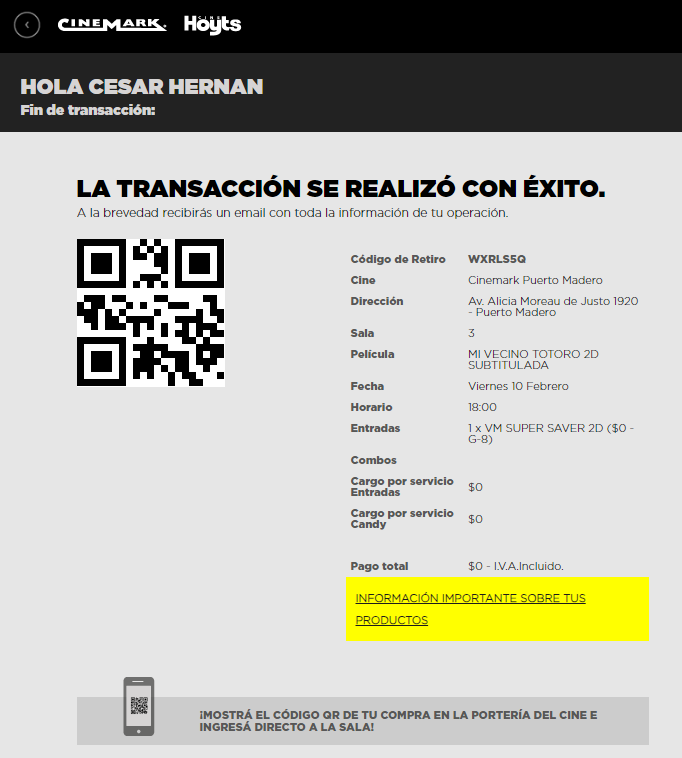 CINEMARK CINE HOYTS
HOLA CESAR HERNAN
Fin de transacción:
LA TRANSACCIÓN SE REALIZÓ CON ÉXITO.
A la brevedad recibirás un email con toda la información de tu operación.
Código de Retiro WXRLS5Q
Cine Cinemark Puerto Madero
Dirección Av. Alicia Moreau de Justo 1920
- Puerto Madero
Sala 3
Película MI VECINO TOTORO 2D
SUBTITULADA
Fecha Viernes 10 Febrero
Horario 18:00
Entradas 1 x VM SUPER SAVER 2D ($0 -
G-8)
Combos
Cargo por servicio
Entradas $0
Cargo por servicio
Candy $0
Pago total $0 - I.V.A.Incluido.
INFORMACIÓN IMPORTANTE SOBRE TUS
PRODUCTOS
¡MOSTRÁ EL CÓDIGO QR DE TU COMPRA EN LA PORTERÍA DEL CINE E
INGRESÁ DIRECTO A LA SALA!